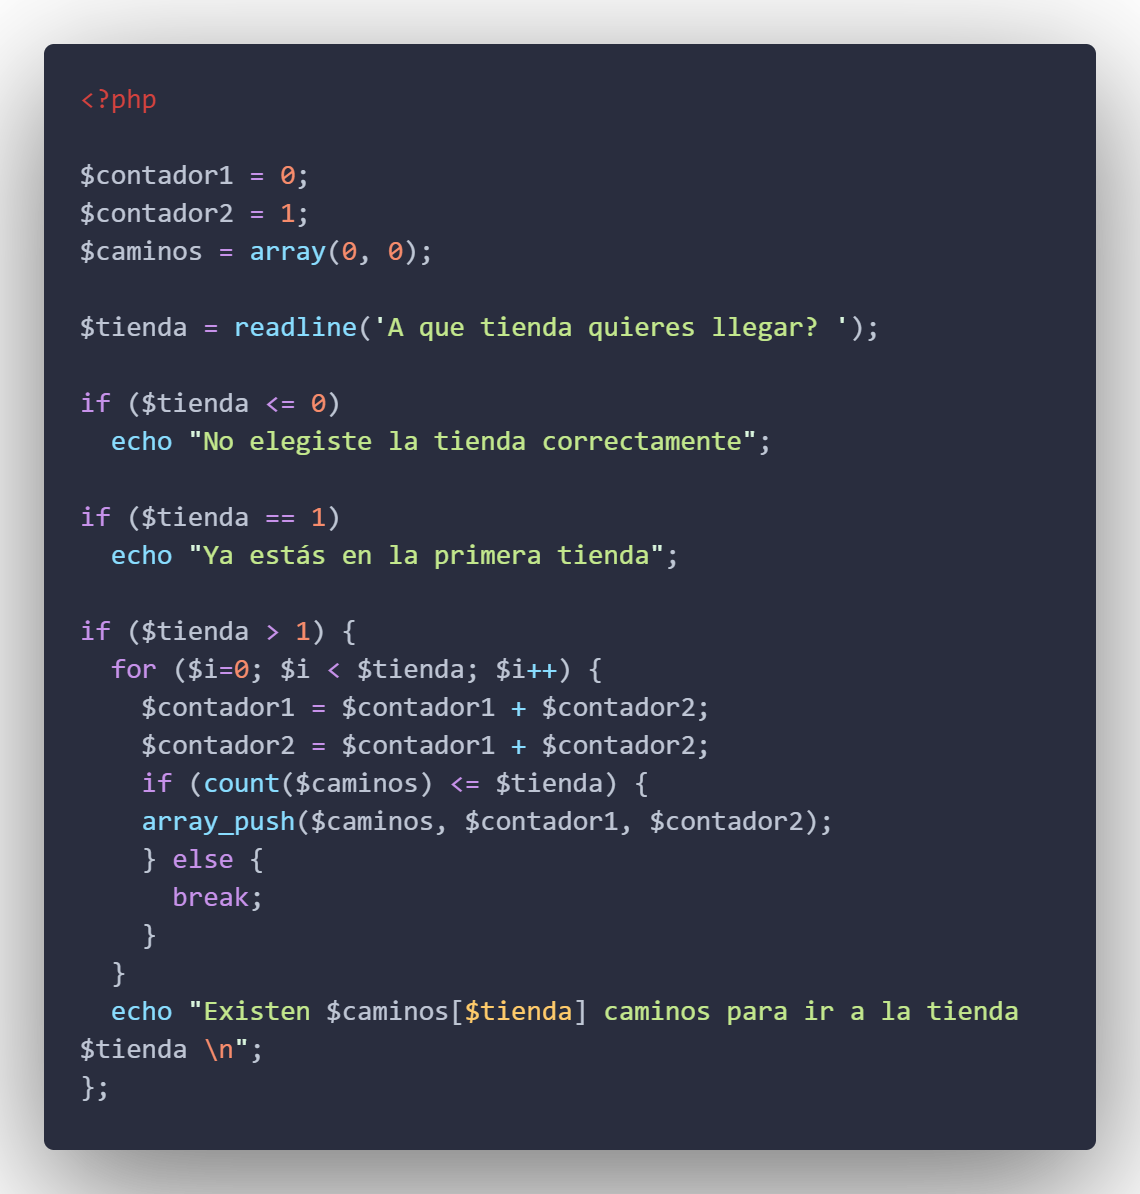 <?php

$contador1 = 0;
$contador2 = 1;
$caminos = array(0, 0);

$tienda = readline('A que tienda quieres llegar? ');

if ($tienda <= 0)
  echo "No elegiste la tienda correctamente";

if ($tienda == 1)
  echo "Ya estás en la primera tienda";

if ($tienda > 1) {
  for ($i=0; $i < $tienda; $i++) {
    $contador1 = $contador1 + $contador2;
    $contador2 = $contador1 + $contador2;
    if (count($caminos) <= $tienda) {
    array_push($caminos, $contador1, $contador2);
    } else {
      break;
    }
  }
  echo "Existen $caminos[$tienda] caminos para ir a la tienda
$tienda \n";
};